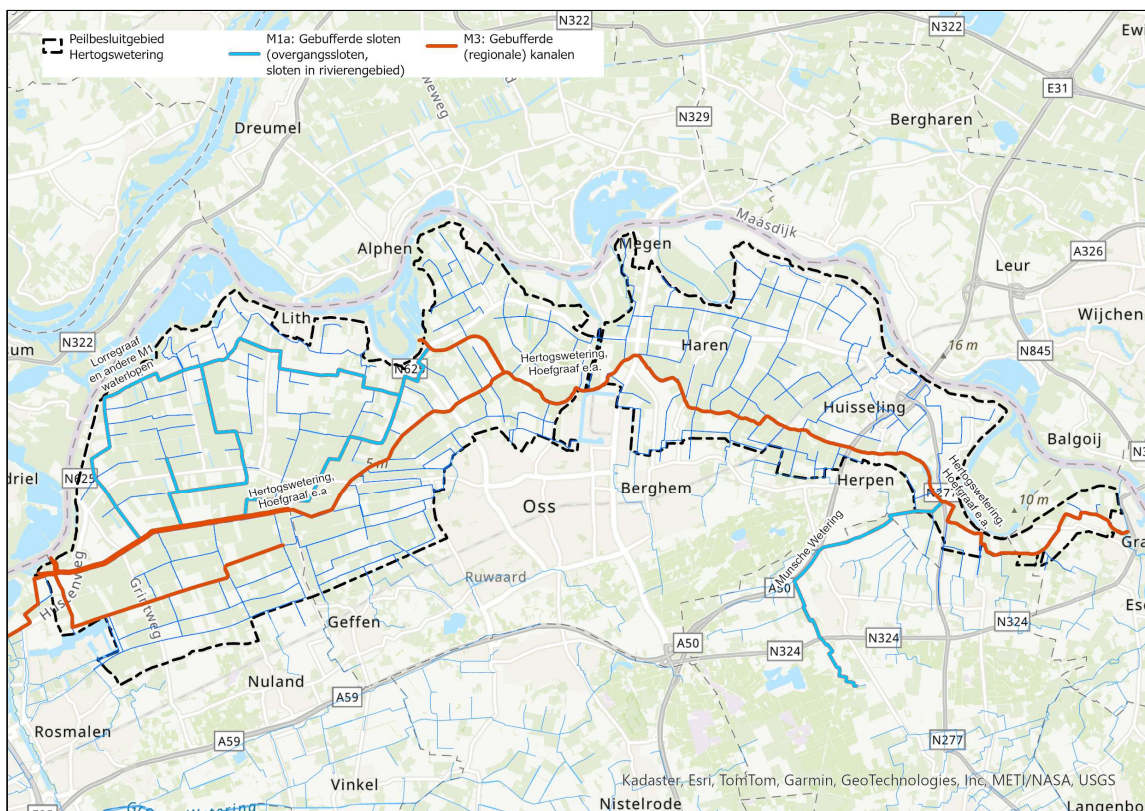 Peilbesluitgebied
Hertogswetering
M1a: Gebufferde sloten
(overgangssloten,
sloten in rivierengebied)
M3: Gebufferde
(regionale) kanalen
N322
N322
E31
N329
Dreumel
Bergharen
Maasdijk
Alphen
Megen
A326
Leur
Lith
Wijchen
N322
Lorregraaf
en andere M1
waterlopen
N625
Hertogswetering,
Hoefgraaf e.a.
Haren
16 m
N845
Huisseling
Balgoij
N625
5 m
Hertogswetering,
Hoefgraaf e.a
Oss
Berghem
Herpen
N277
Hertogswetering,
Hoefgraaf e.a.
10 m
Munsche Wetering
Ruwaard
A50
Grintweg
Geffen
N324
A50
N324
N324
Nuland
A59
Rosmalen
A59
N277
Vinkel
Kadaster, Esri, TomTom, Garmin, GeoTechnologies, Inc, METI/NASA, USGS
Nistelrode